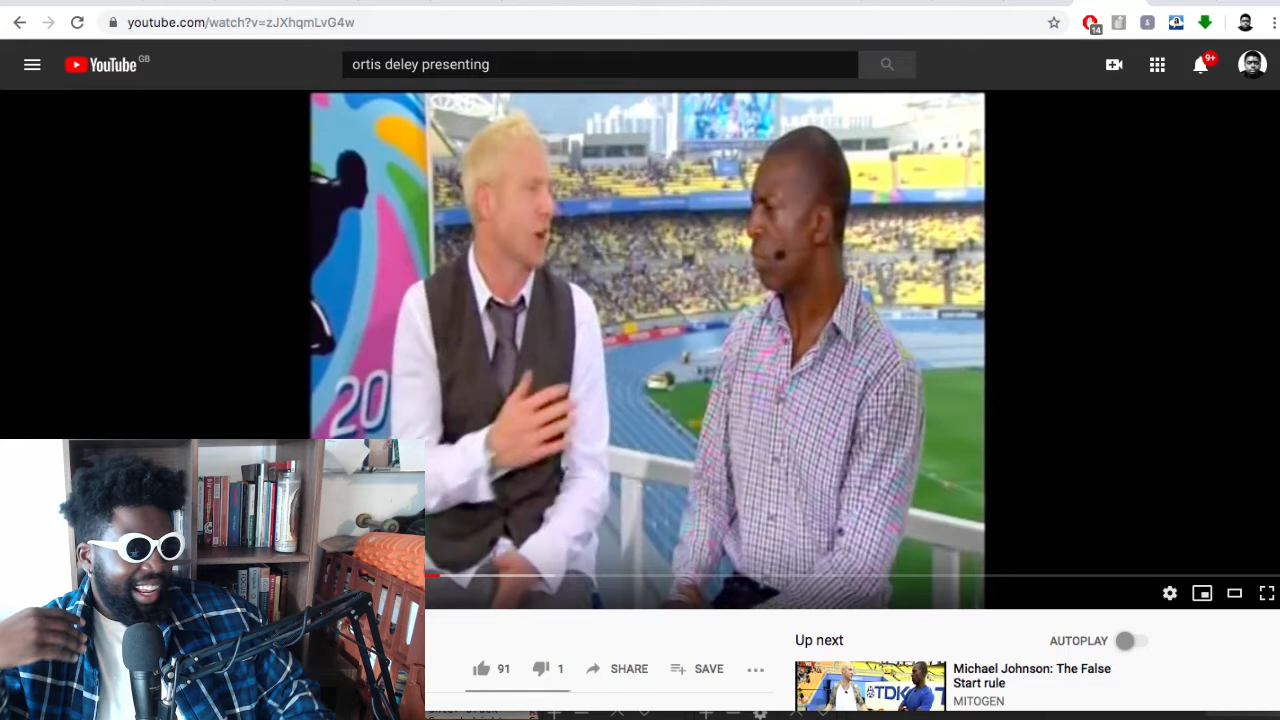 youtube.com/watch?v=zJXhqmLvG4w
14
YouTube GB
ortis deley presenting
9+
20
Up next
AUTOPLAY
91
1
SHARE
SAVE
Michael Johnson: The False
Start rule
MITOGEN
TDK